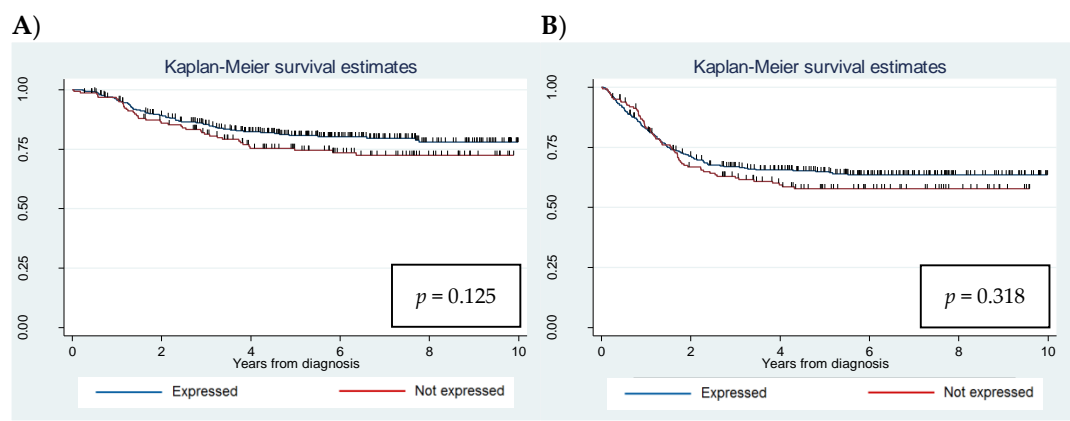 A)
Kaplan-Meier survival estimates
1.00
0.75
0.50
0.25
0.00
p = 0.125
0 2 4 6 8 10
Years from diagnosis
Expressed Not expressed
B)
Kaplan-Meier survival estimates
1.00
0.75
0.50
0.25
0.00
p = 0.318
0 2 4 6 8 10
Years from diagnosis
Expressed Not expressed